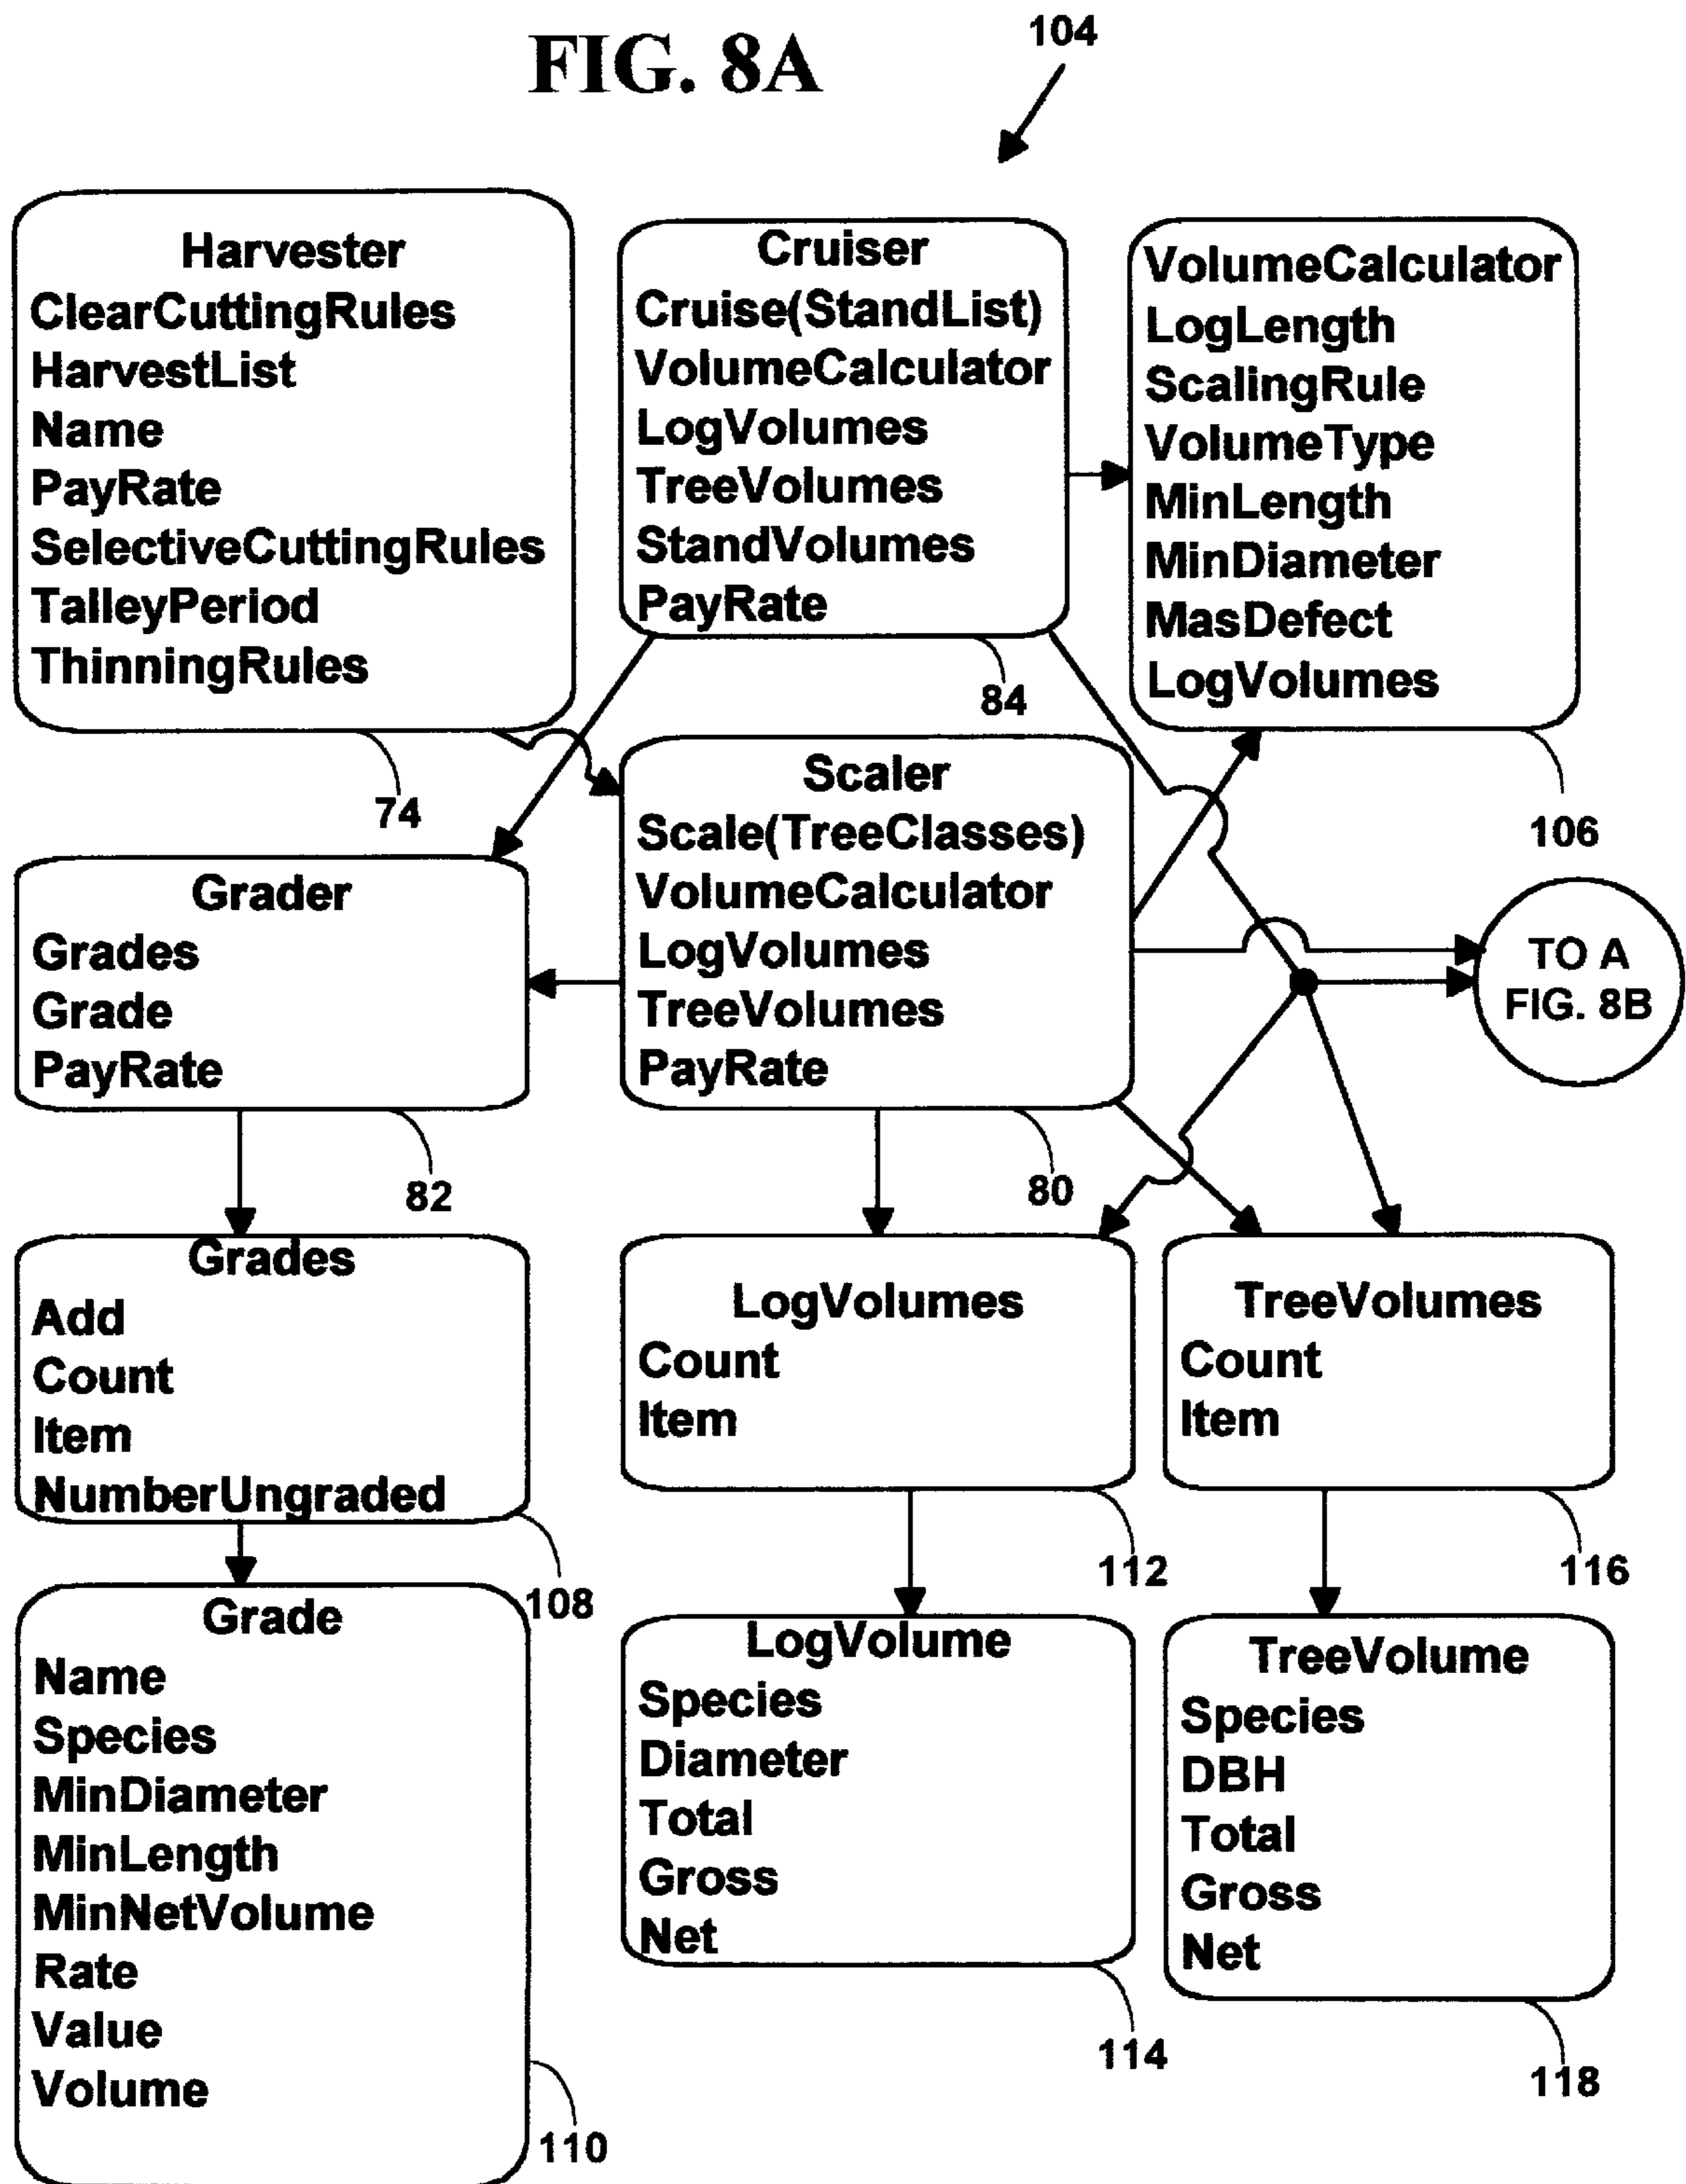 FIG. 8A
104
Harvester
ClearCuttingRules
HarvestList
Name
PayRate
SelectiveCuttingRules
TalleyPeriod
ThinningRules
74
Cruiser
Cruise(StandList)
VolumeCalculator
LogVolumes
TreeVolumes
StandVolumes
PayRate
84
VolumeCalculator
LogLength
ScalingRule
VolumeType
MinLength
MinDiameter
MasDefect
LogVolumes
106
Grader
Grades
Grade
PayRate
82
Scaler
Scale(TreeClasses)
VolumeCalculator
LogVolumes
TreeVolumes
PayRate
80
TO A
FIG. 8B
Grades
Add
Count
Item
NumberUngraded
108
LogVolumes
Count
Item
112
TreeVolumes
Count
Item
116
Grade
Name
Species
MinDiameter
MinLength
MinNetVolume
Rate
Value
Volume
110
LogVolume
Species
Diameter
Total
Gross
Net
114
TreeVolume
Species
DBH
Total
Gross
Net
118